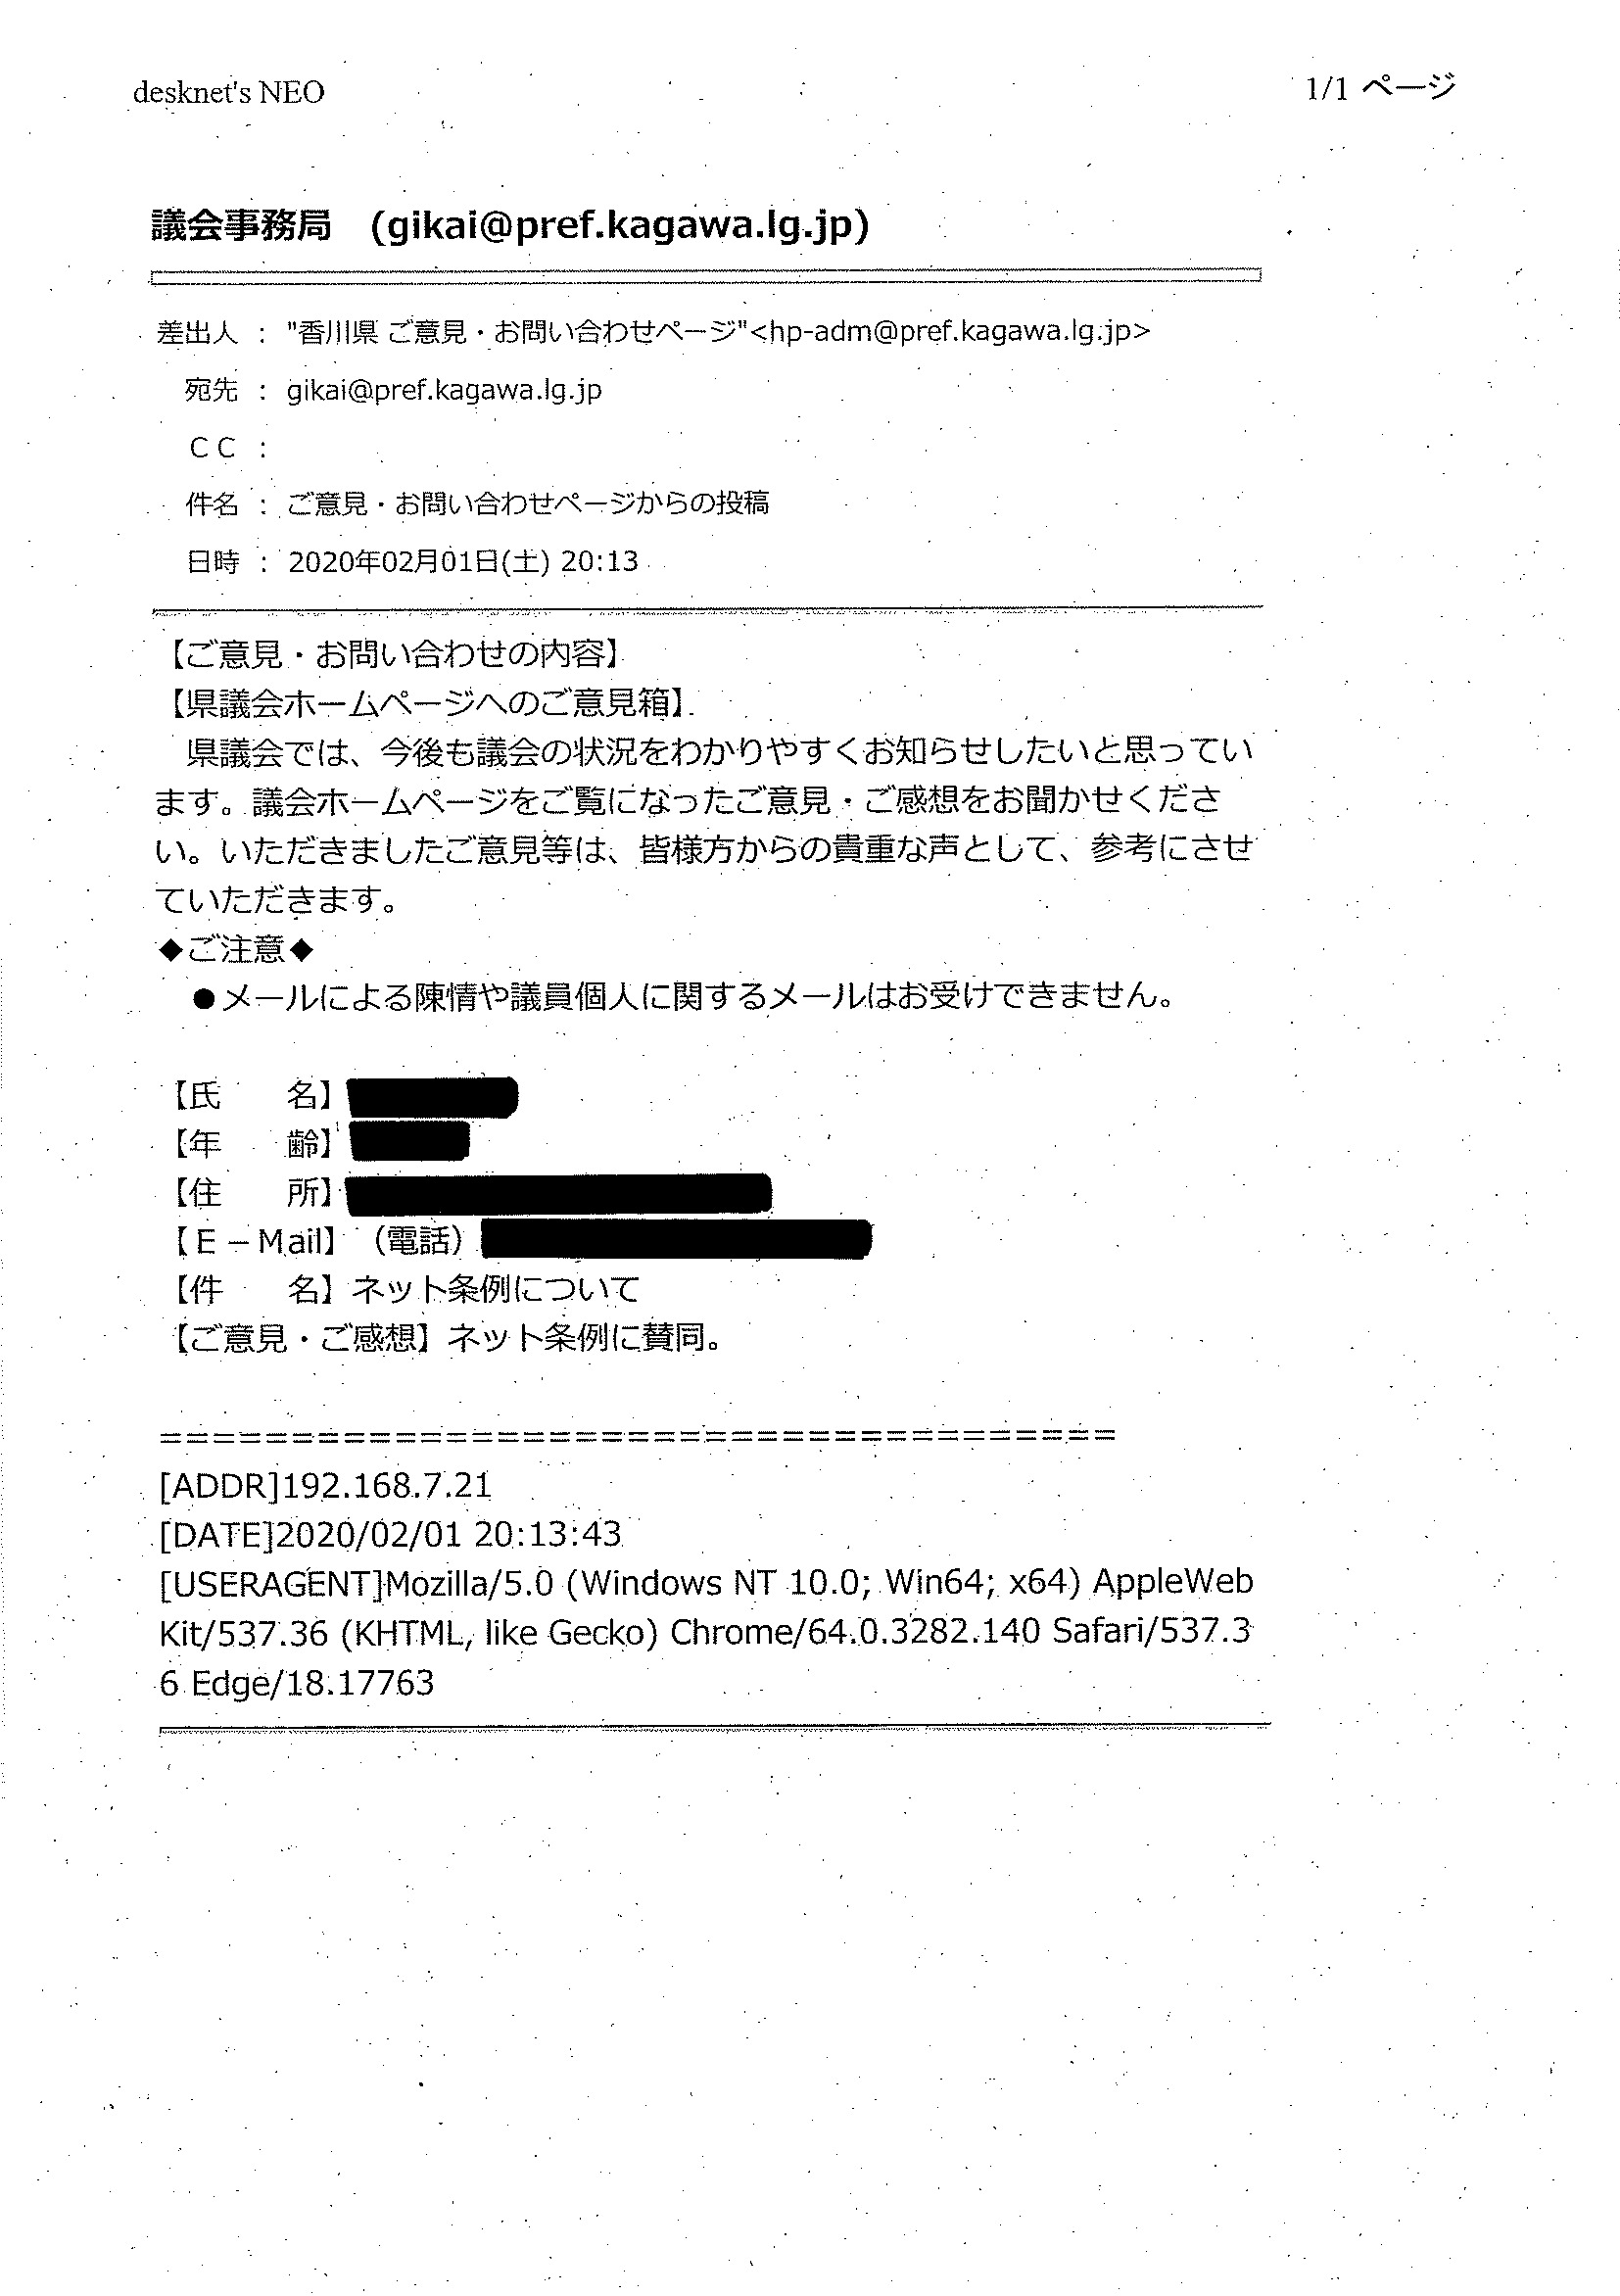 desknet's NEO
1/1 ページ
議会事務局　(gikai@pref.kagawa.lg.jp)
差出人 ： "香川県 ご意見・お問い合わせページ"<hp-adm@pref.kagawa.lg.jp>
宛先 ： gikai@pref.kagawa.lg.jp
ＣＣ ：
件名 ： ご意見・お問い合わせページからの投稿
日時 ： 2020年02月01日(土) 20:13
【ご意見・お問い合わせの内容】
【県議会ホームページへのご意見箱】
　県議会では、今後も議会の状況をわかりやすくお知らせしたいと思ってい
ます。議会ホームページをご覧になったご意見・ご感想をお聞かせくださ
い。いただきましたご意見等は、皆様方からの貴重な声として、参考にさせ
ていただきます。
◆ご注意◆
　●メールによる陳情や議員個人に関するメールはお受けできません。
【氏　　名】
【年　　齢】
【住　　所】
【Ｅ－Mail】（電話）
【件　　名】ネット条例について
【ご意見・ご感想】ネット条例に賛同。
=====================================
[ADDR]192.168.7.21
[DATE]2020/02/01 20:13:43
[USERAGENT]Mozilla/5.0 (Windows NT 10.0; Win64; x64) AppleWeb
Kit/537.36 (KHTML, like Gecko) Chrome/64.0.3282.140 Safari/537.3
6 Edge/18.17763